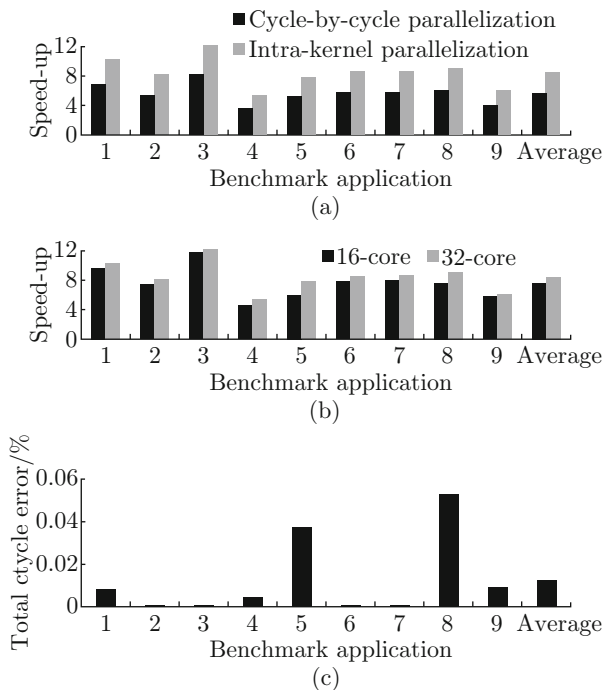 Cycle-by-cycle parallelization
Intra-kernel parallelization
Speed-up
12
8
4
0
1 2 3 4 5 6 7 8 9 Average
Benchmark application
(a)
16-core 32-core
Speed-up
12
8
4
0
1 2 3 4 5 6 7 8 9 Average
Benchmark application
(b)
Total ctycle error/%
0.06
0.04
0.02
0
1 2 3 4 5 6 7 8 9 Average
Benchmark application
(c)